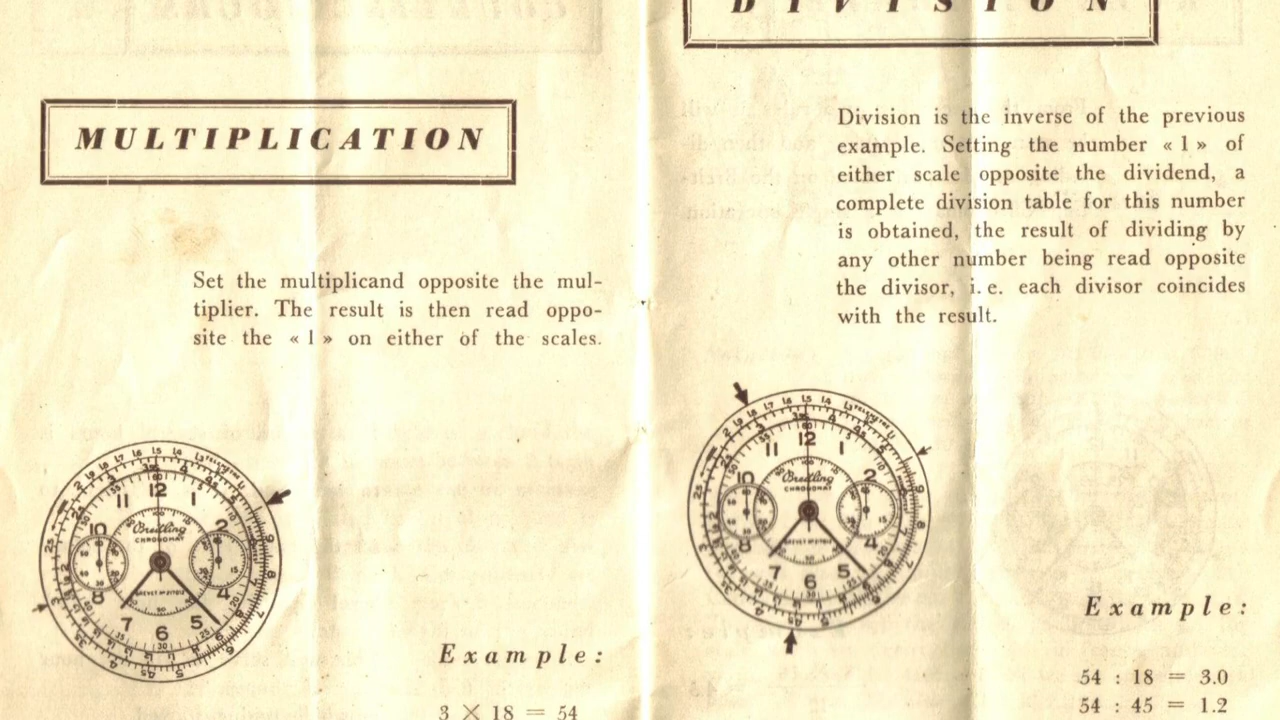 MULTIPLICATION
Set the multiplicand opposite the mul-
tiplier. The result is then read oppo-
site the « 1 » on either of the scales.
Breitling
CHRONOMAT
Example:
3 × 18 = 54
DIVISION
Division is the inverse of the previous
example. Setting the number « 1 » of
either scale opposite the dividend, a
complete division table for this number
is obtained, the result of dividing by
any other number being read opposite
the divisor, i. e. each divisor coincides
with the result.
Breitling
CHRONOMAT
Example:
54 : 18 = 3.0
54 : 45 = 1.2